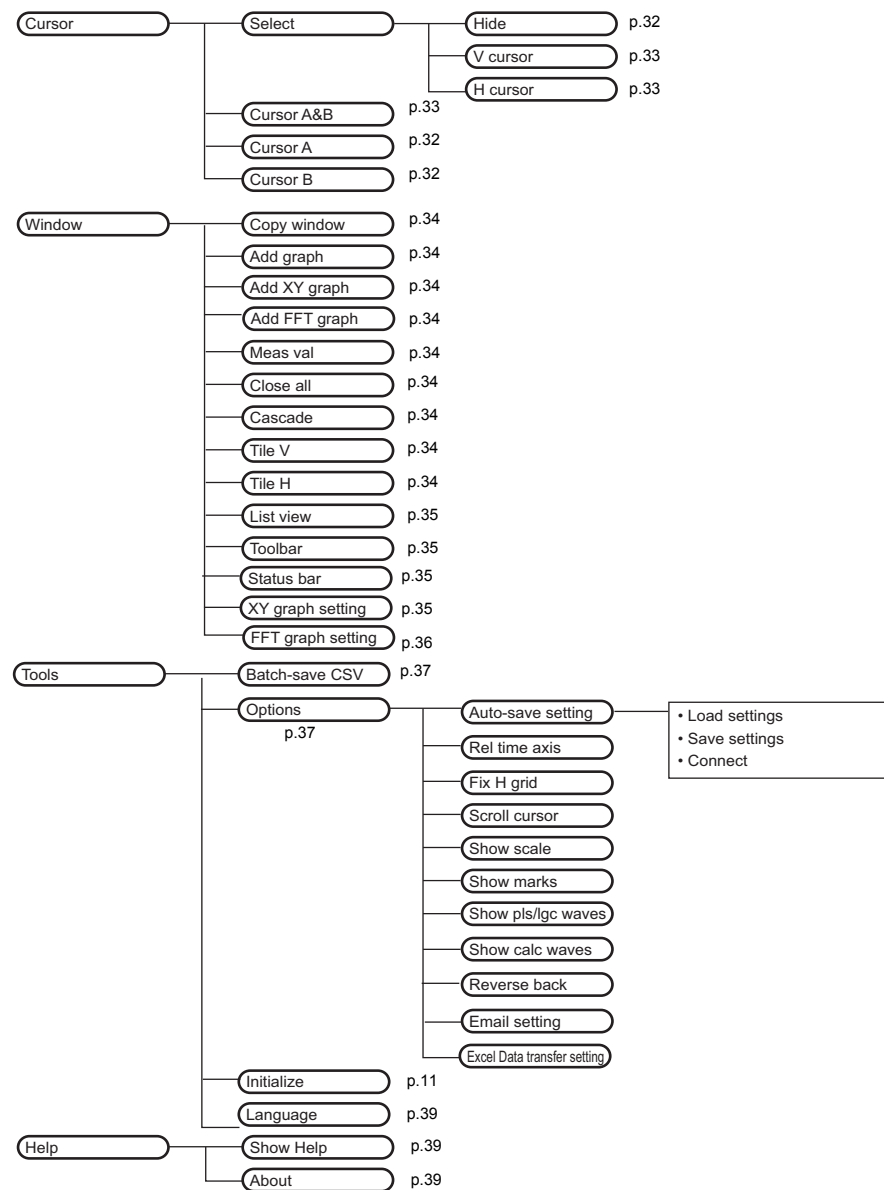 Cursor Select Hide p.32
V cursor p.33
H cursor p.33
Cursor A&B p.33
Cursor A p.32
Cursor B p.32
Window Copy window p.34
Add graph p.34
Add XY graph p.34
Add FFT graph p.34
Meas val p.34
Close all p.34
Cascade p.34
Tile V p.34
Tile H p.34
List view p.35
Toolbar p.35
Status bar p.35
XY graph setting p.35
FFT graph setting p.36
Tools Batch-save CSV p.37
Options Auto-save setting • Load settings
p.37 • Save settings
Rel time axis • Connect
Fix H grid
Scroll cursor
Show scale
Show marks
Show pls/lgc waves
Show calc waves
Reverse back
Email setting
Excel Data transfer setting
Initialize p.11
Language p.39
Help Show Help p.39
About p.39